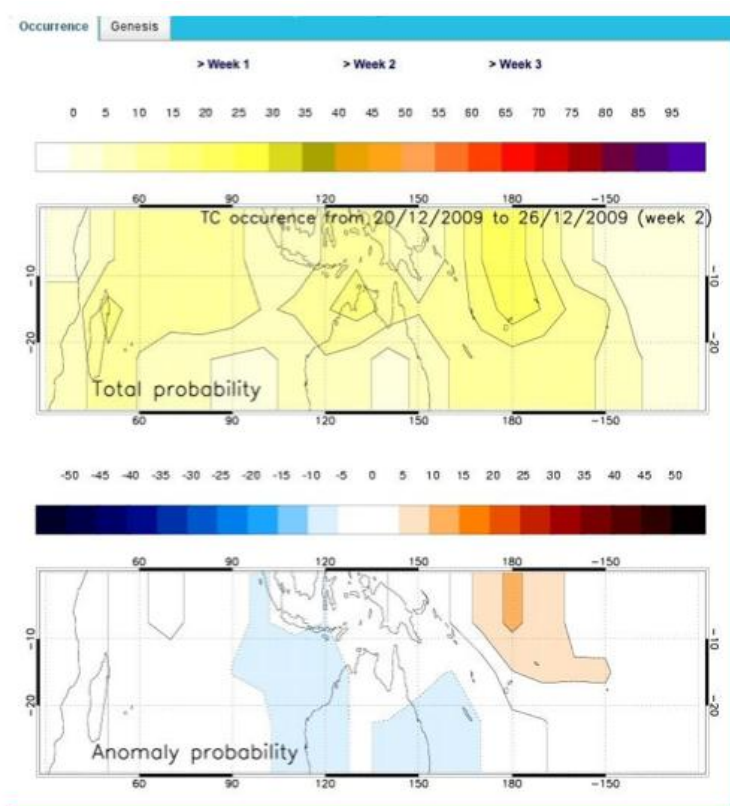 Occurrence Genesis
> Week 1 > Week 2 > Week 3
0 5 10 15 20 25 30 35 40 45 50 55 60 65 70 75 80 85 90 95
60 90 120 150 180 -150
TC occurence from 20/12/2009 to 26/12/2009 (week 2)
-10 -10
-20 -20
Total probability
60 90 120 150 180 -150
-50 -45 -40 -35 -30 -25 -20 -15 -10 -5 0 5 10 15 20 25 30 35 40 45 50
60 90 120 150 180 -150
-10 -10
-20 -20
Anomaly probability
60 90 120 150 180 -150